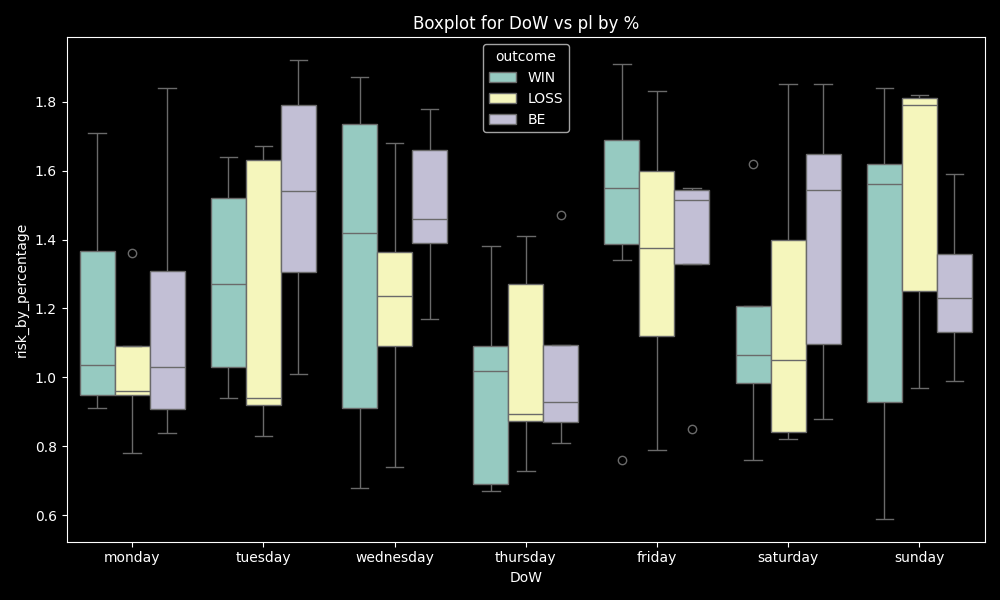 Boxplot for DoW vs pl by %
outcome
WIN
LOSS
BE
risk_by_percentage
1.8
1.6
1.4
1.2
1.0
0.8
0.6
monday tuesday wednesday thursday friday saturday sunday
DoW